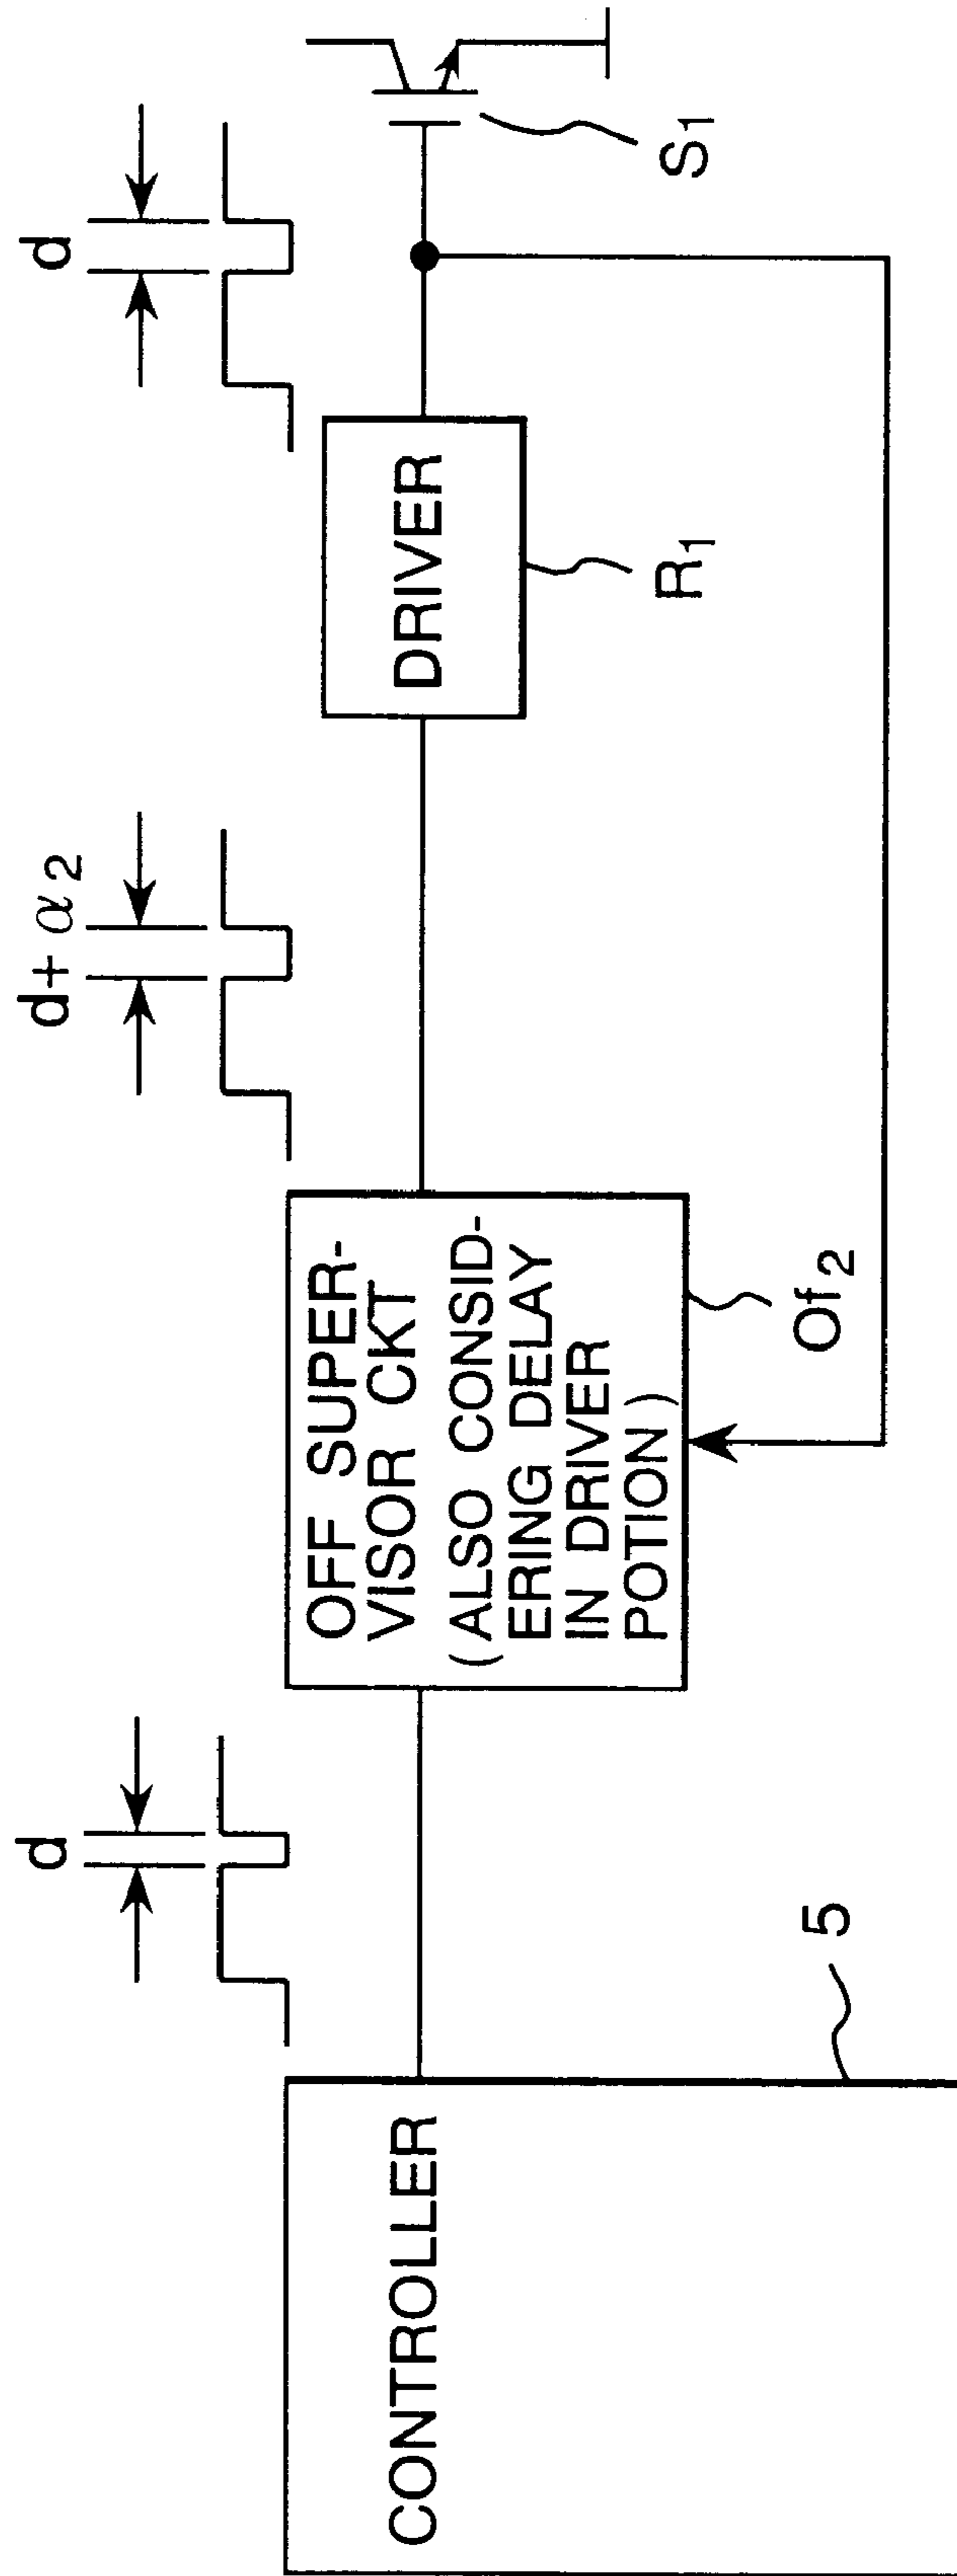 d
d+α2
d
CONTROLLER
5
OFF SUPER-
VISOR CKT
(ALSO CONSID-
ERING DELAY
IN DRIVER
POTION)
Of2
DRIVER
R1
S1